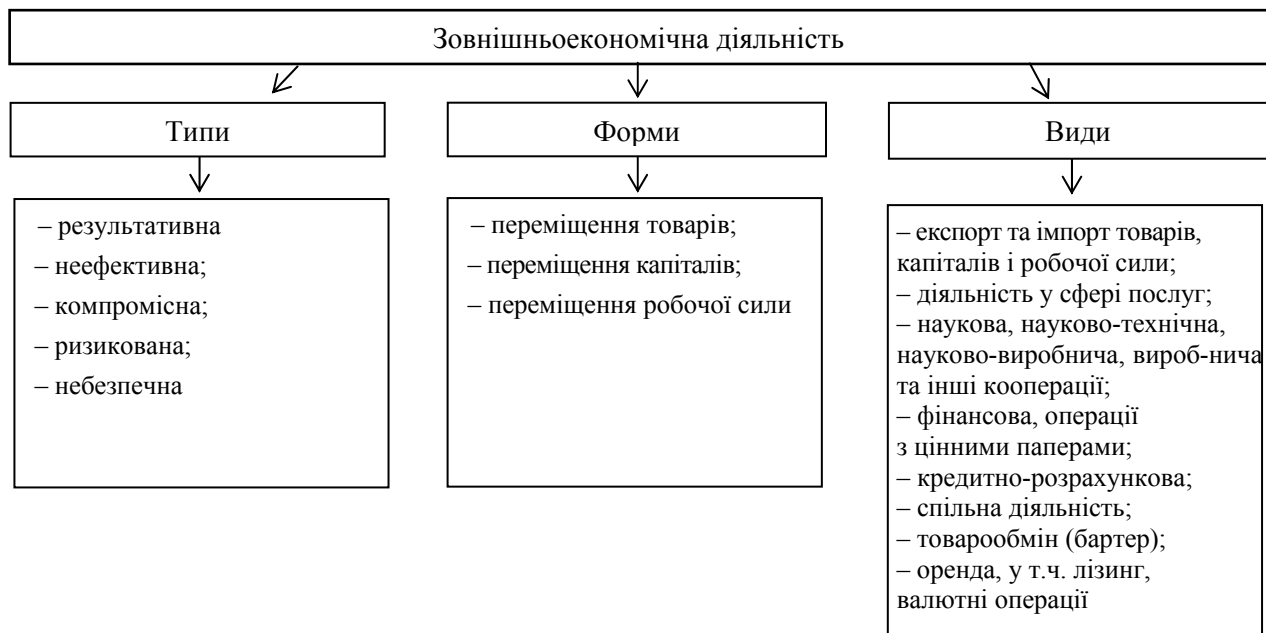 Зовнішньоекономічна діяльність
Типи
Форми
Види
– результативна
– неефективна;
– компромісна;
– ризикована;
– небезпечна
– переміщення товарів;
– переміщення капіталів;
– переміщення робочої сили
– експорт та імпорт товарів,
капіталів і робочої сили;
– діяльність у сфері послуг;
– наукова, науково-технічна,
науково-виробнича, вироб-нича
та інші кооперації;
– фінансова, операції
з цінними паперами;
– кредитно-розрахункова;
– спільна діяльність;
– товарообмін (бартер);
– оренда, у т.ч. лізинг,
валютні операції